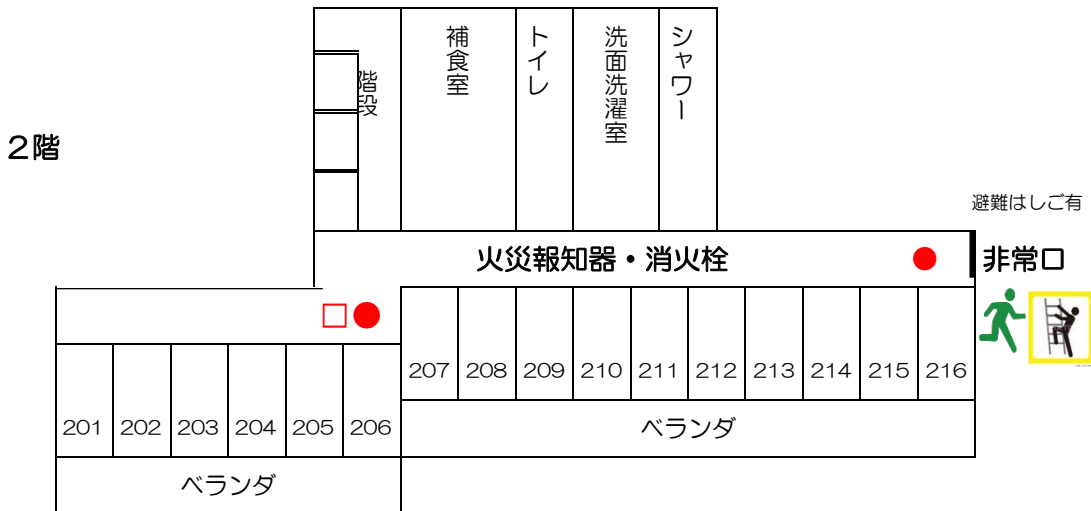 ２階
階段
補食室
トイレ
洗面洗濯室
シャワー
避難はしご有
火災報知器・消火栓
非常口
207 208 209 210 211 212 213 214 215 216
201 202 203 204 205 206
ベランダ
ベランダ